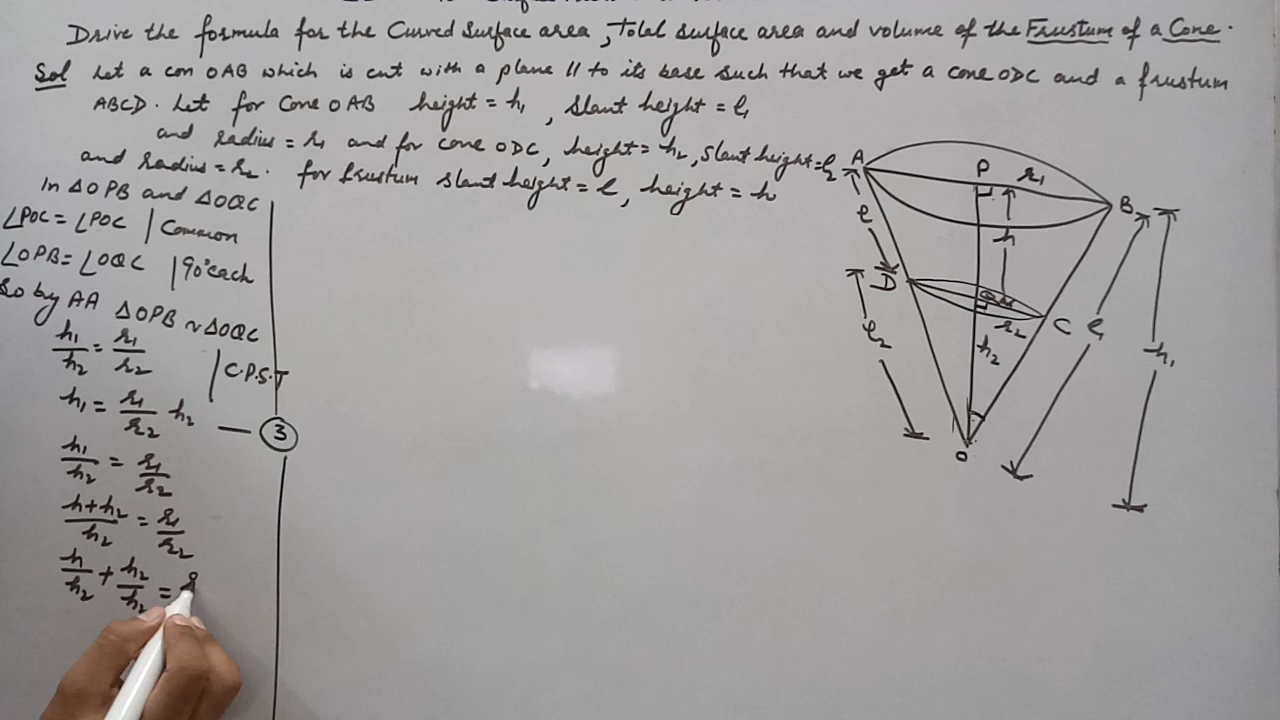 Drive the formula for the Curved Surface area, Total surface area and volume of the Frustum of a Cone.
Sol Let a con OAB which is cut with a plane // to its base such that we get a cone ODC and a frustum
ABCD. Let for Cone OAB height = h1, Slant height = l1
and radius = r1 and for cone ODC, height = h2, Slant height = l2
and radius = r2. for frustum slant height = l, height = h
In △OPB and △OQC
∠POC = ∠POC | Common
∠OPB = ∠OQC | 90° each
So by AA △OPB ~ △OQC
h1/h2 = r1/r2 | C.P.S.T
h1 = r1/r2 h2 — 3
h1/h2 = r1/r2
h+h2/h2 = r1/r2
h/h2 + h2/h2 = r
A
P
r1
B
l
h
D
Q
r2
C
l2
h2
l1
h1
O